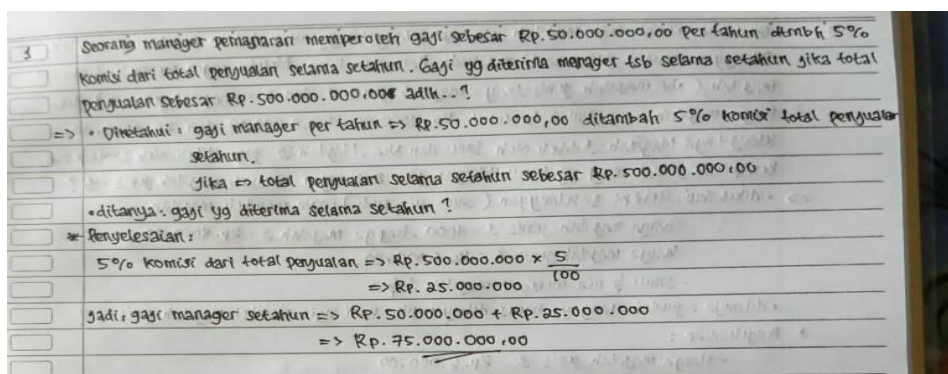 1 Seorang manager pemasaran memperoleh gaji sebesar Rp.50.000.000,00 per tahun ditmbh 5%
komisi dari total penjualan selama setahun. Gaji yg diterima manager tsb selama setahun jika total
penjualan sebesar Rp.500.000.000,00 adlh..?
=> • Diketahui : gaji manager per tahun => Rp.50.000.000,00 ditambah 5% komisi total penjualan
setahun.
Jika => total penjualan selama setahun sebesar Rp.500.000.000,00
• ditanya : gaji yg diterima selama setahun ?
* Penyelesaian :
5% komisi dari total penjualan => Rp.500.000.000 × 5/100
=> Rp. 25.000.000
Jadi, gaji manager setahun => Rp.50.000.000 + Rp.25.000.000
=> Rp. 75.000.000,00